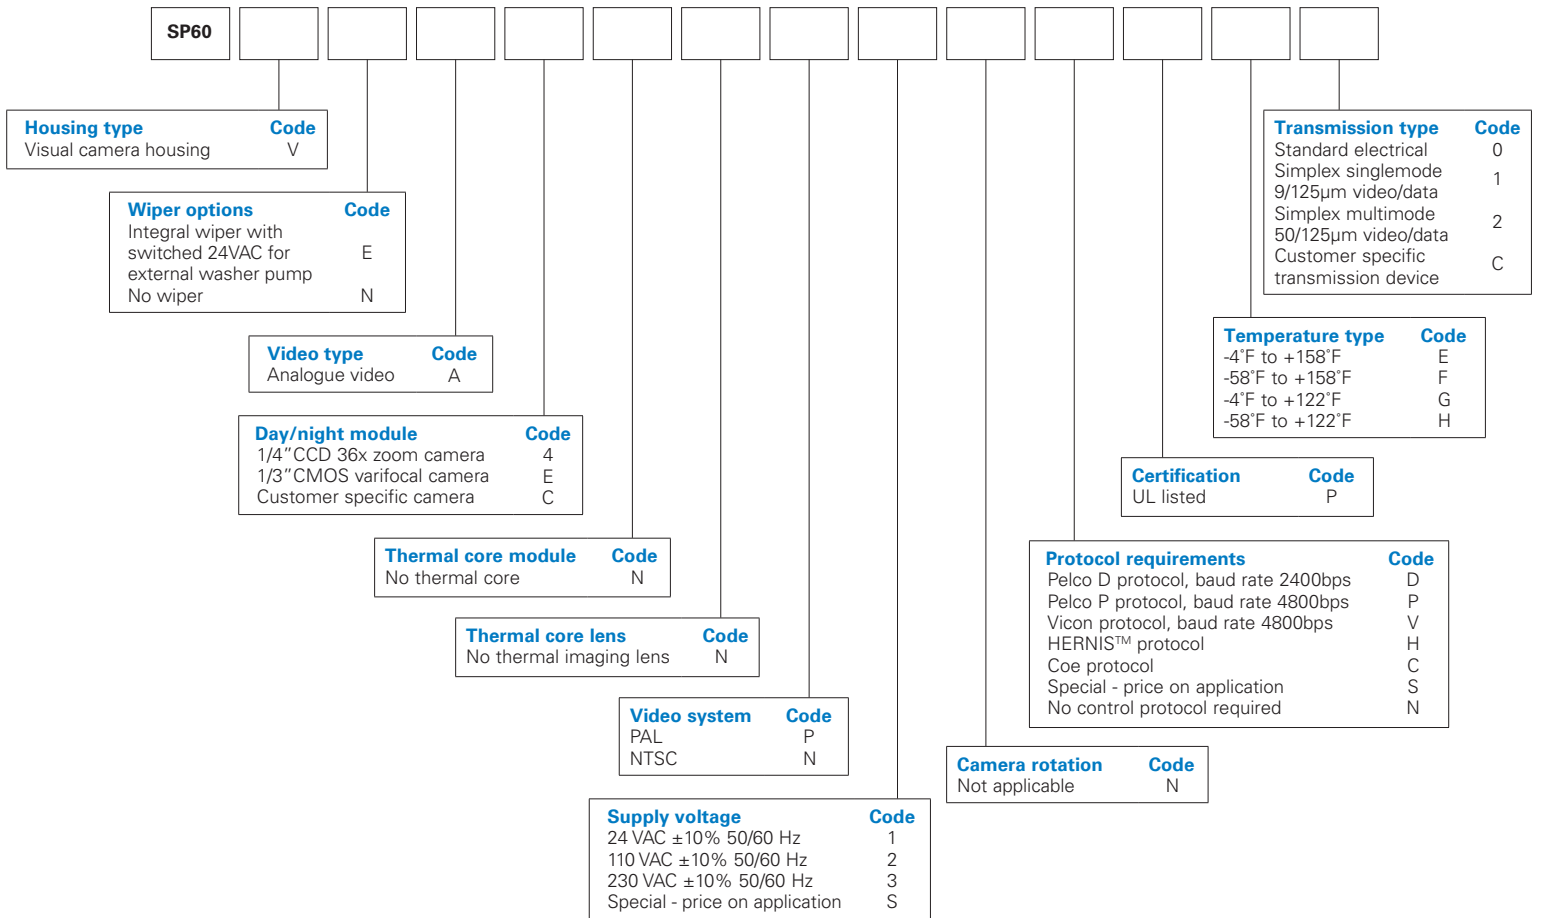 SP60
Housing type Code
Visual camera housing V
Wiper options Code
Integral wiper with
switched 24VAC for E
external washer pump
No wiper N
Video type Code
Analogue video A
Day/night module Code
1/4” CCD 36x zoom camera 4
1/3” CMOS varifocal camera E
Customer specific camera C
Thermal core module Code
No thermal core N
Thermal core lens Code
No thermal imaging lens N
Video system Code
PAL P
NTSC N
Supply voltage Code
24 VAC ±10% 50/60 Hz 1
110 VAC ±10% 50/60 Hz 2
230 VAC ±10% 50/60 Hz 3
Special - price on application S
Camera rotation Code
Not applicable N
Protocol requirements Code
Pelco D protocol, baud rate 2400bps D
Pelco P protocol, baud rate 4800bps P
Vicon protocol, baud rate 4800bps V
HERNIS™ protocol H
Coe protocol C
Special - price on application S
No control protocol required N
Certification Code
UL listed P
Temperature type Code
-4˚F to +158˚F E
-58˚F to +158˚F F
-4˚F to +122˚F G
-58˚F to +122˚F H
Transmission type Code
Standard electrical 0
Simplex singlemode
9/125µm video/data 1
Simplex multimode
50/125µm video/data 2
Customer specific
transmission device C